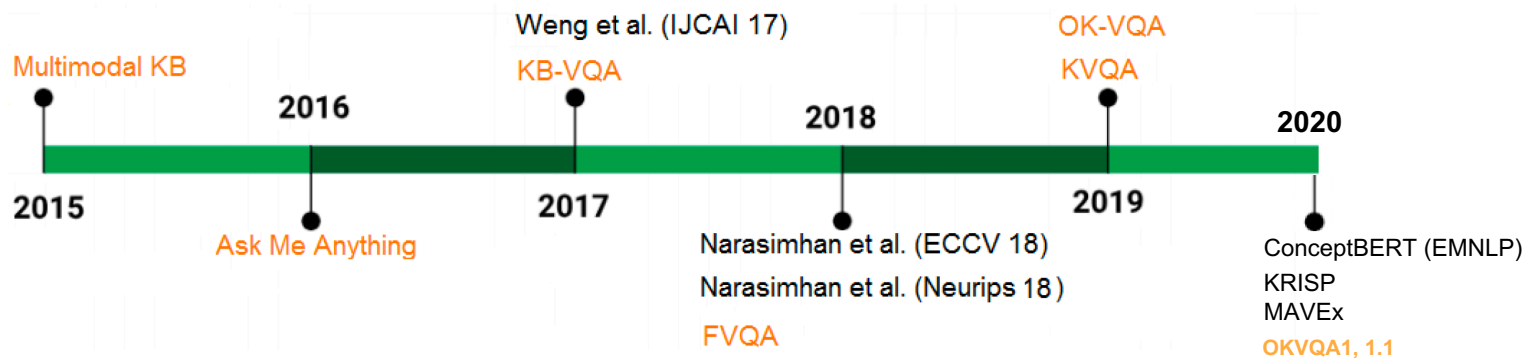 Weng et al. (IJCAI 17)
OK-VQA
Multimodal KB
KB-VQA
KVQA
2016
2018
2020
2015
2017
2019
Ask Me Anything
Narasimhan et al. (ECCV 18)
Narasimhan et al. (Neurips 18)
FVQA
ConceptBERT (EMNLP)
KRISP
MAVEx
OKVQA1, 1.1